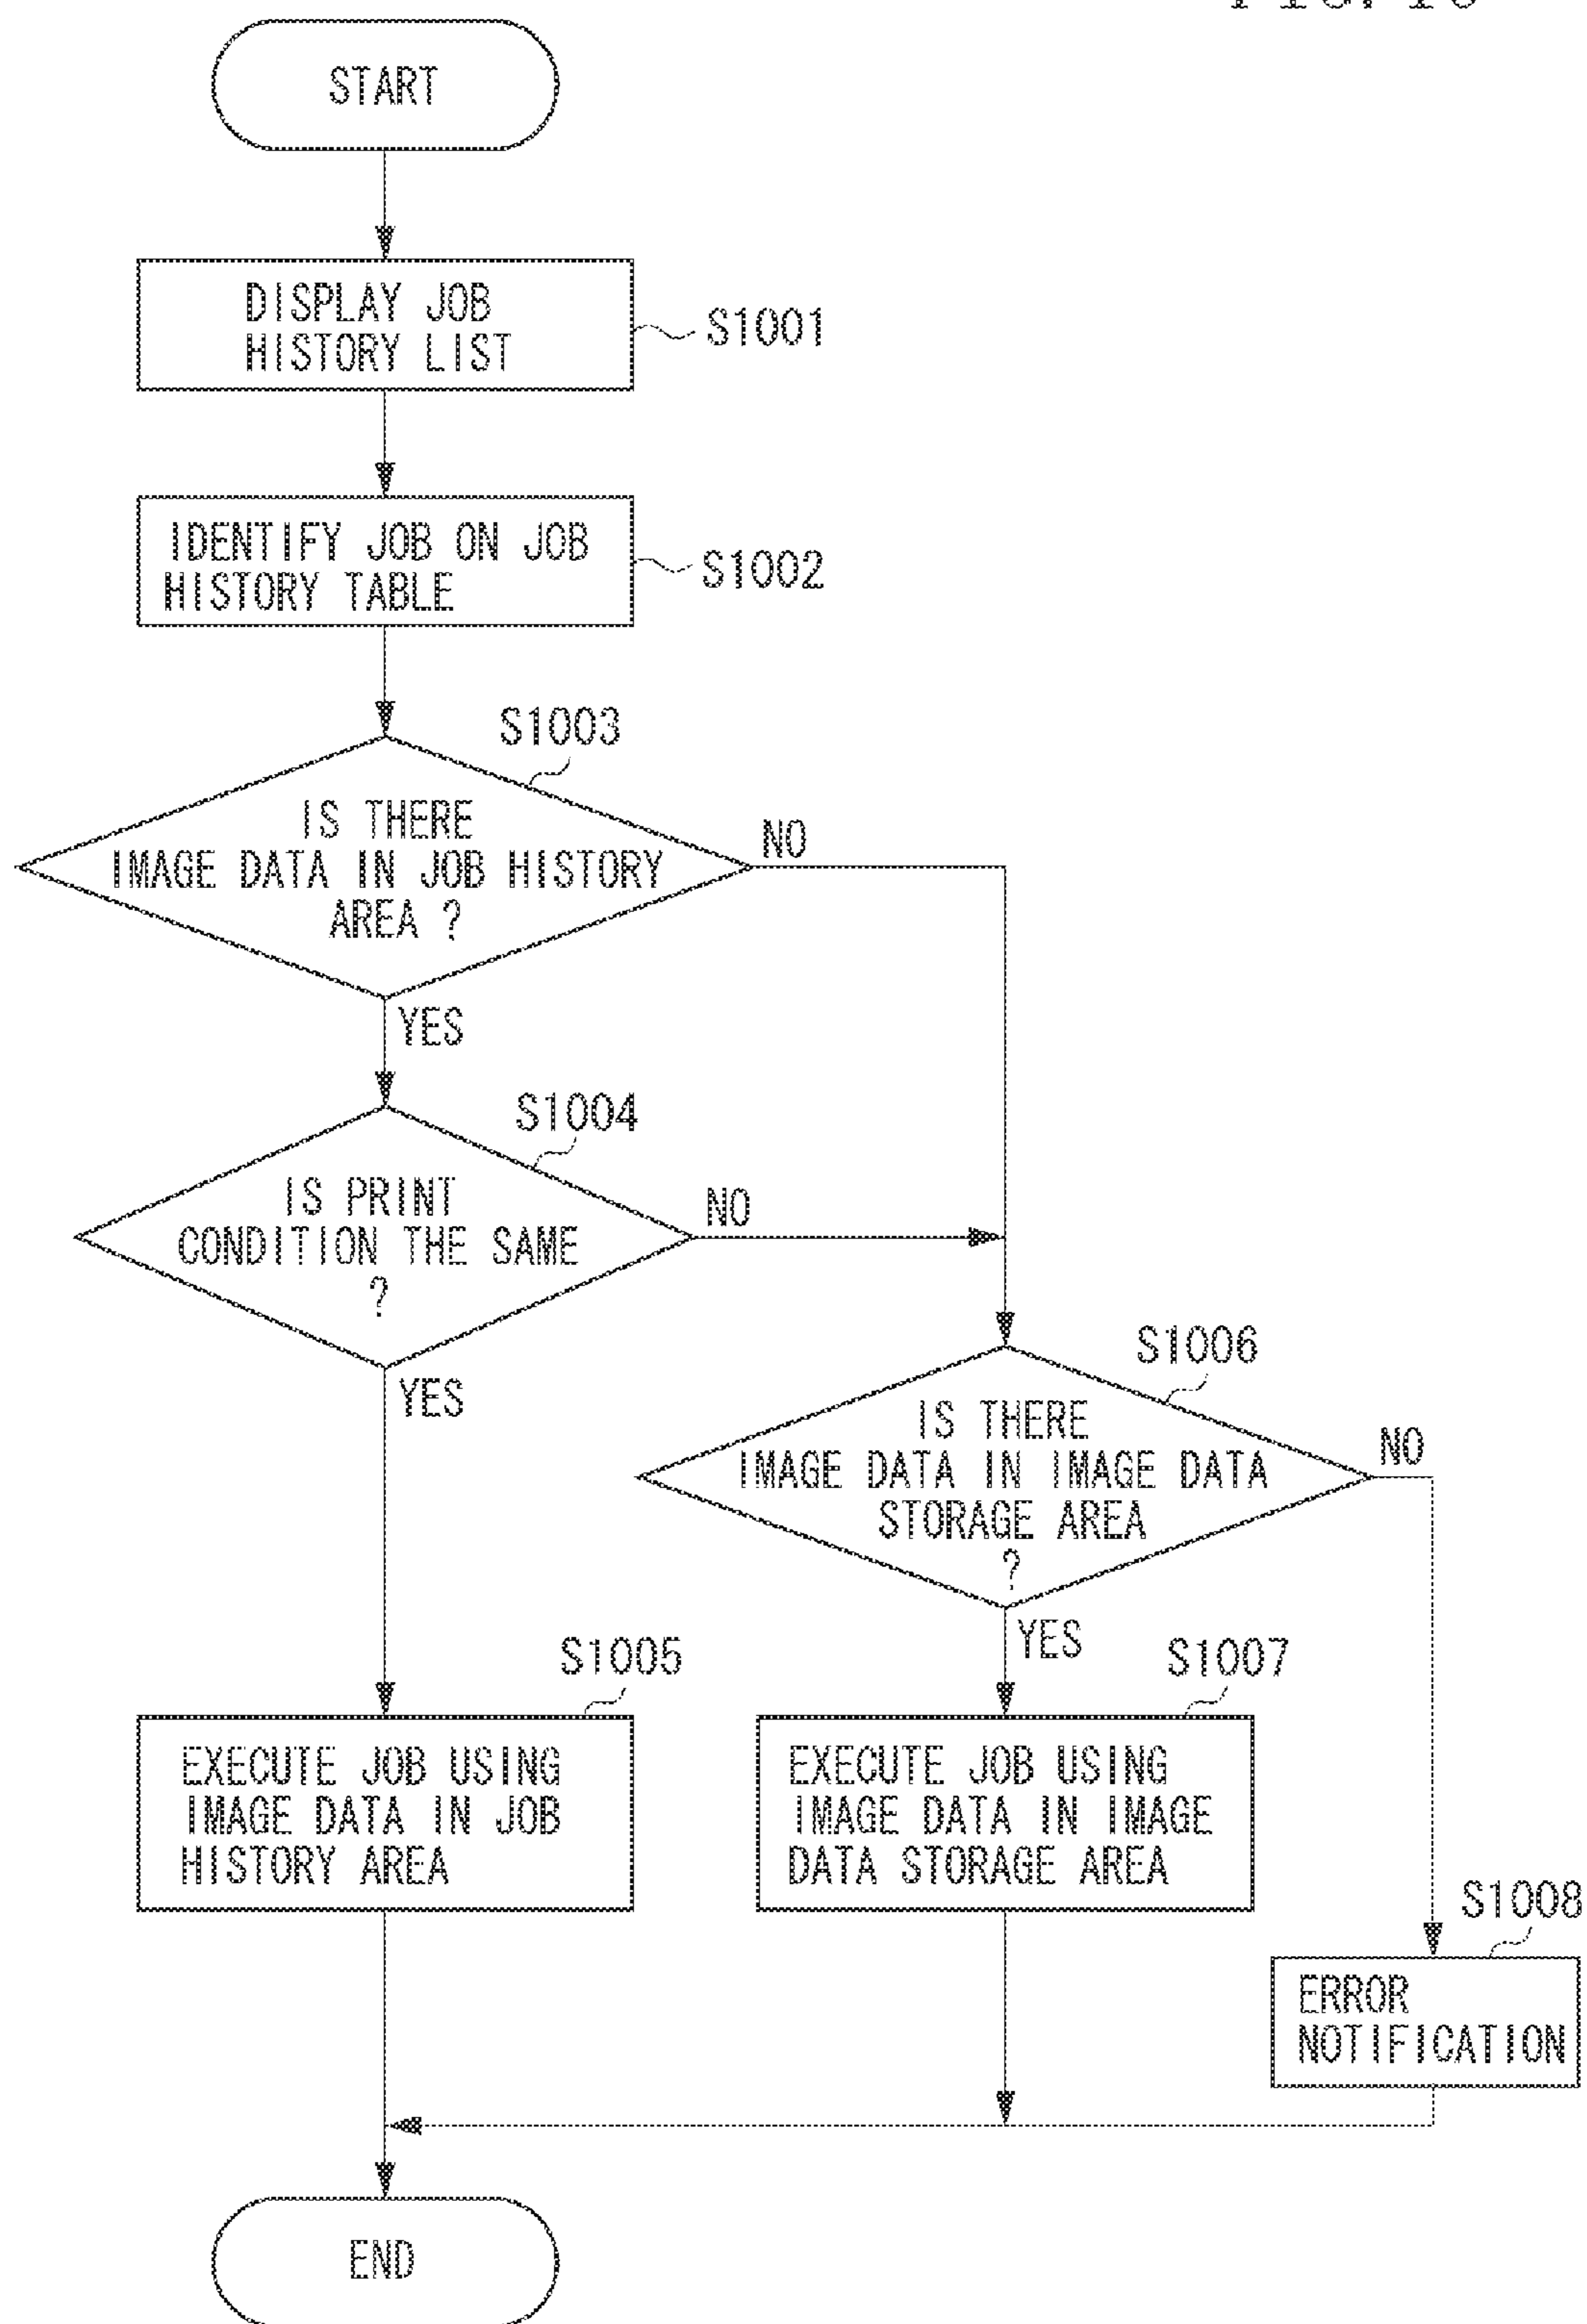 START
DISPLAY JOB
HISTORY LIST
S1001
IDENTIFY JOB ON JOB
HISTORY TABLE
S1002
S1003
IS THERE
IMAGE DATA IN JOB HISTORY
AREA ?
NO
YES
S1004
IS PRINT
CONDITION THE SAME
?
NO
YES
S1006
IS THERE
IMAGE DATA IN IMAGE DATA
STORAGE AREA
?
NO
YES
S1005
EXECUTE JOB USING
IMAGE DATA IN JOB
HISTORY AREA
S1007
EXECUTE JOB USING
IMAGE DATA IN IMAGE
DATA STORAGE AREA
S1008
ERROR
NOTIFICATION
END